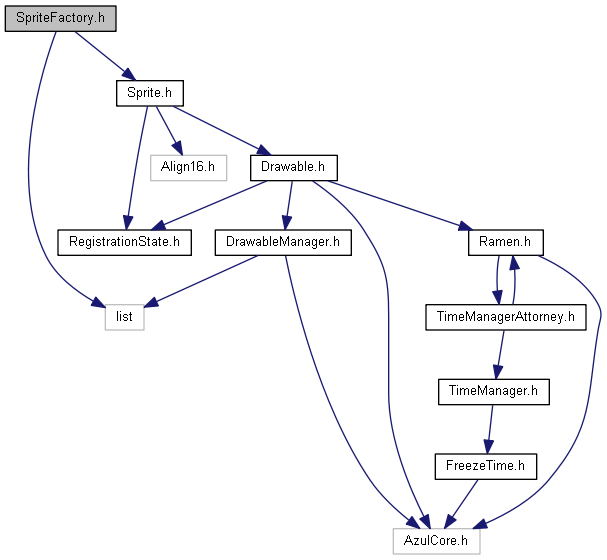 SpriteFactory.h
Sprite.h
Align16.h
Drawable.h
RegistrationState.h
DrawableManager.h
Ramen.h
list
TimeManagerAttorney.h
TimeManager.h
FreezeTime.h
AzulCore.h